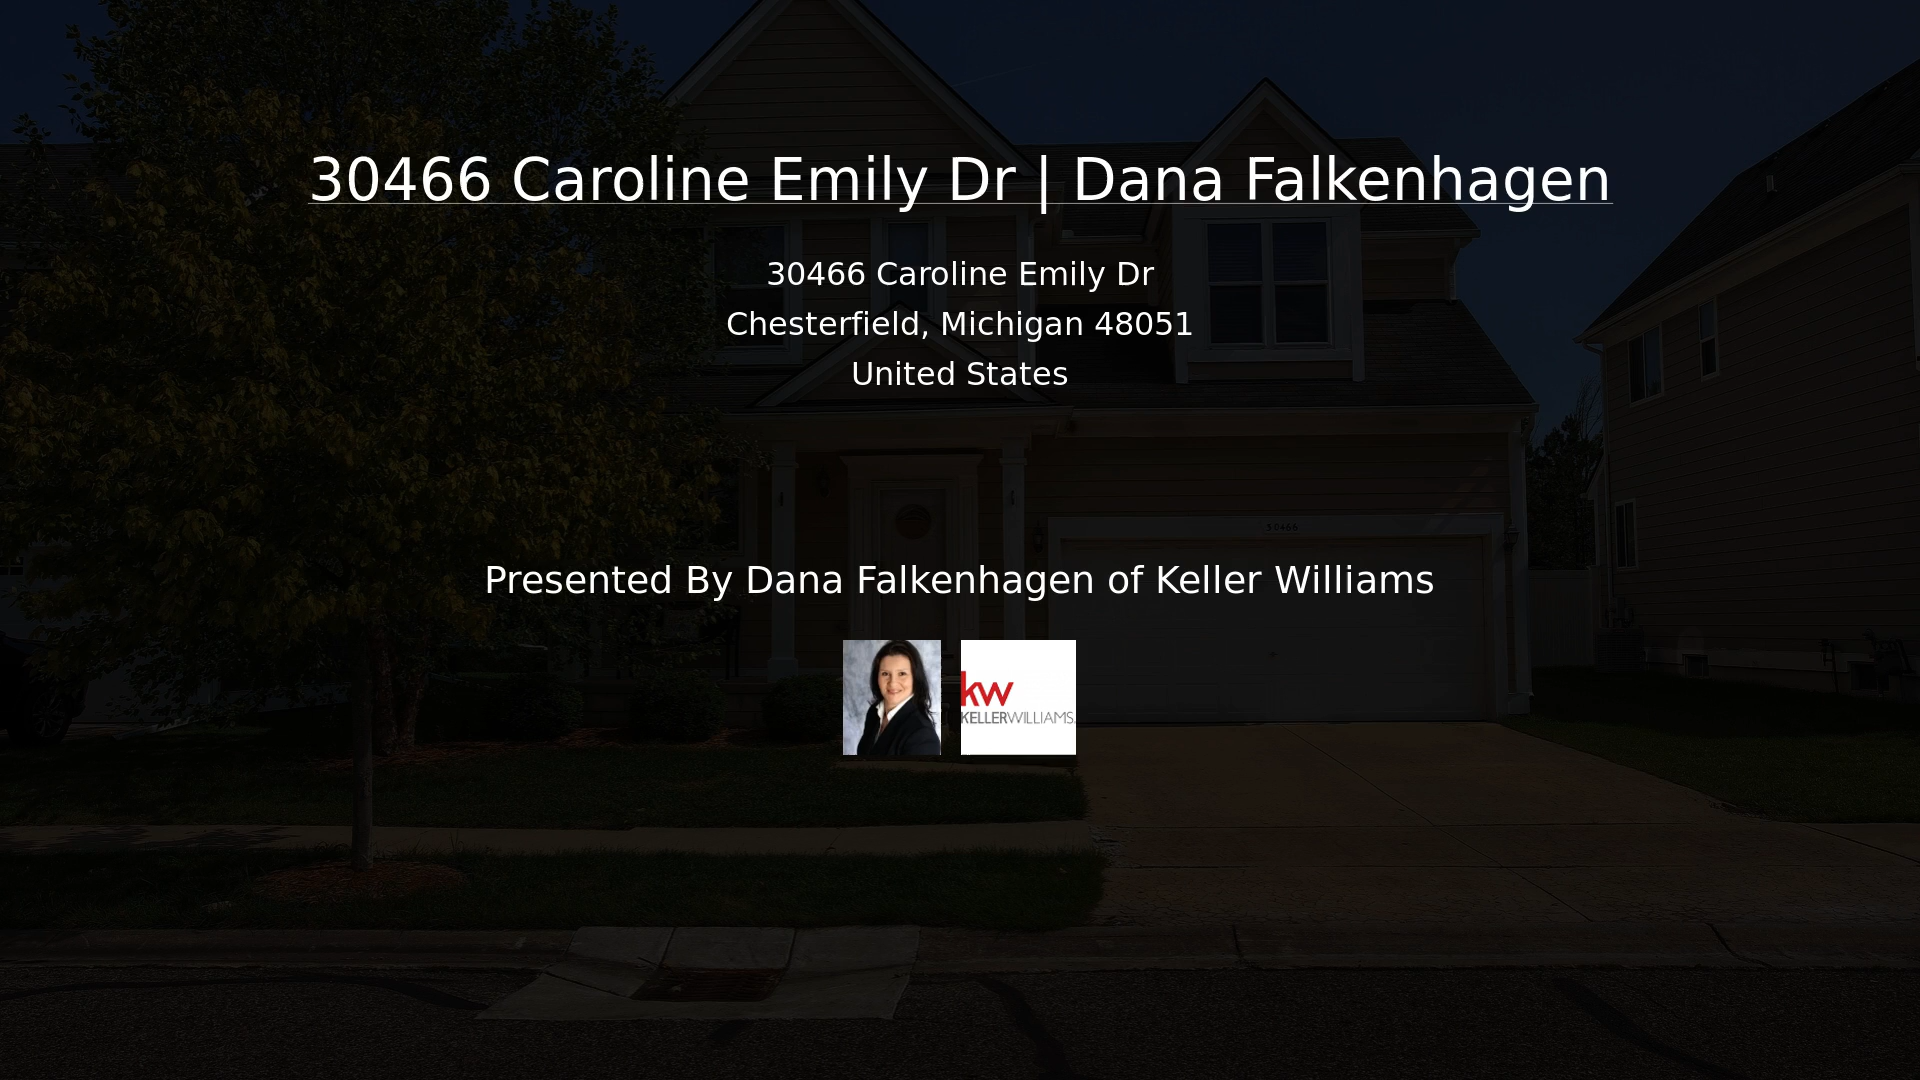 30466 Caroline Emily Dr | Dana Falkenhagen
30466 Caroline Emily Dr
Chesterfield, Michigan 48051
United States
30466
Presented By Dana Falkenhagen of Keller Williams
kw
KELLERWILLIAMS.